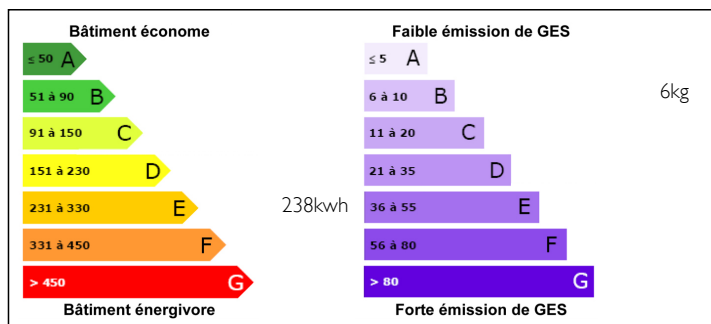 Bâtiment économe
≤ 50 A
51 à 90 B
91 à 150 C
151 à 230 D
231 à 330 E
238kwh
331 à 450 F
> 450 G
Bâtiment énergivore
Faible émission de GES
≤ 5 A
6 à 10 B
6kg
11 à 20 C
21 à 35 D
36 à 55 E
56 à 80 F
> 80 G
Forte émission de GES